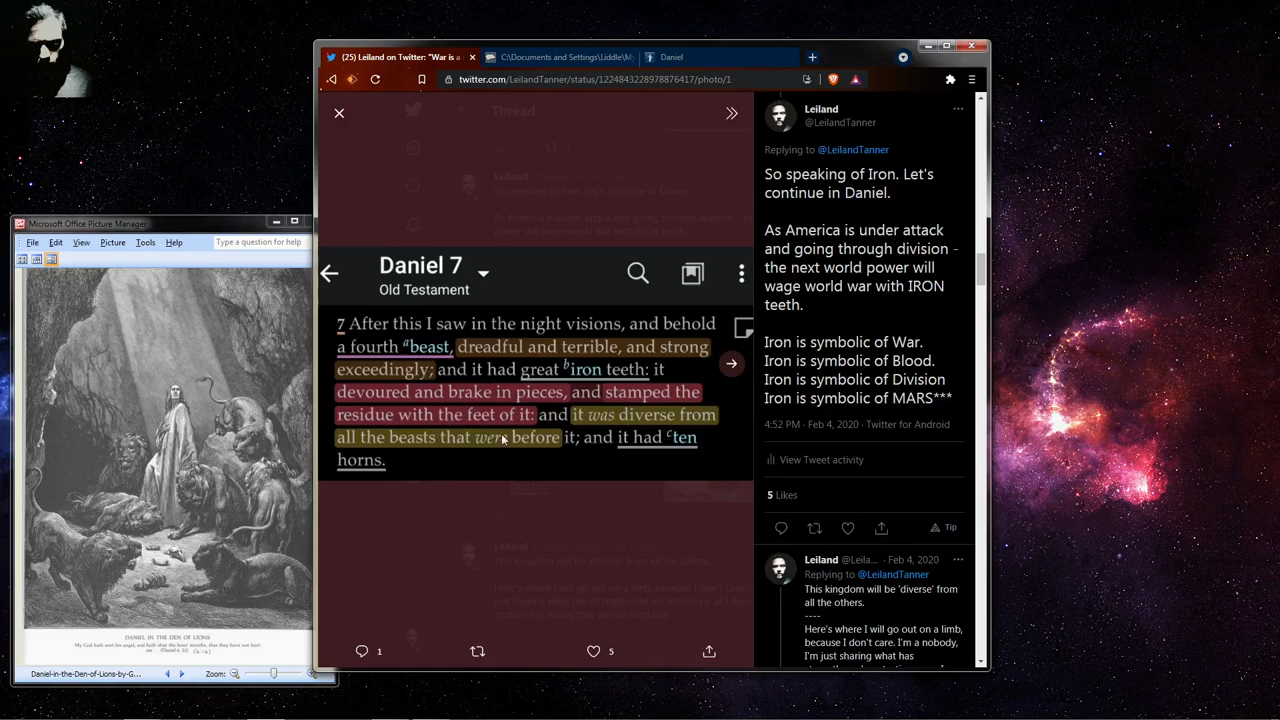 (25) Leiland on Twitter: "War is a
C:\Documents and Settings\Liddle\My
Daniel
twitter.com/LeilandTanner/status/1224843228978876417/photo/1
Thread
Daniel 7
Old Testament
7 After this I saw in the night visions, and behold
a fourth ᵃbeast, dreadful and terrible, and strong
exceedingly; and it had great ᵇiron teeth: it
devoured and brake in pieces, and stamped the
residue with the feet of it: and it was diverse from
all the beasts that were before it; and it had ᶜten
horns.
1
5
Leiland
@LeilandTanner
Replying to @LeilandTanner
So speaking of Iron. Let's
continue in Daniel.
As America is under attack
and going through division -
the next world power will
wage world war with IRON
teeth.
Iron is symbolic of War.
Iron is symbolic of Blood.
Iron is symbolic of Division
Iron is symbolic of MARS***
4:52 PM · Feb 4, 2020 · Twitter for Android
View Tweet activity
5 Likes
Tip
Leiland @Leila... · Feb 4, 2020
Replying to @LeilandTanner
This kingdom will be 'diverse' from
all the others.
----
Here's where I will go out on a limb,
because I don't care. I'm a nobody,
I'm just sharing what has
Microsoft Office Picture Manager
File Edit View Picture Tools Help
Type a question for help
DANIEL IN THE DEN OF LIONS
Daniel-in-the-Den-of-Lions-by-G...
Zoom: